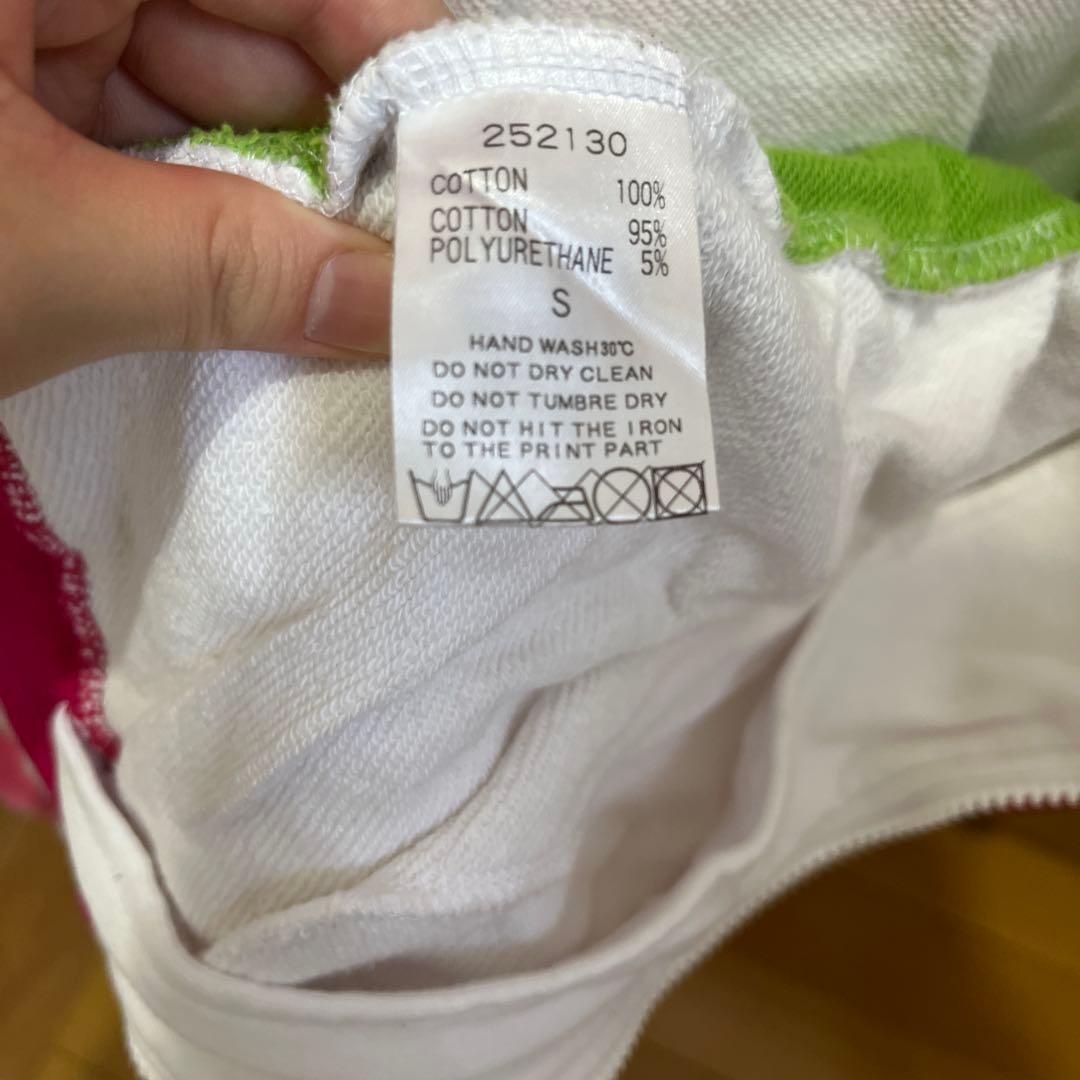 252130
COTTON 100%
COTTON 95%
POLYURETHANE 5%
S
HAND WASH30℃
DO NOT DRY CLEAN
DO NOT TUMBRE DRY
DO NOT HIT THE IRON
TO THE PRINT PART